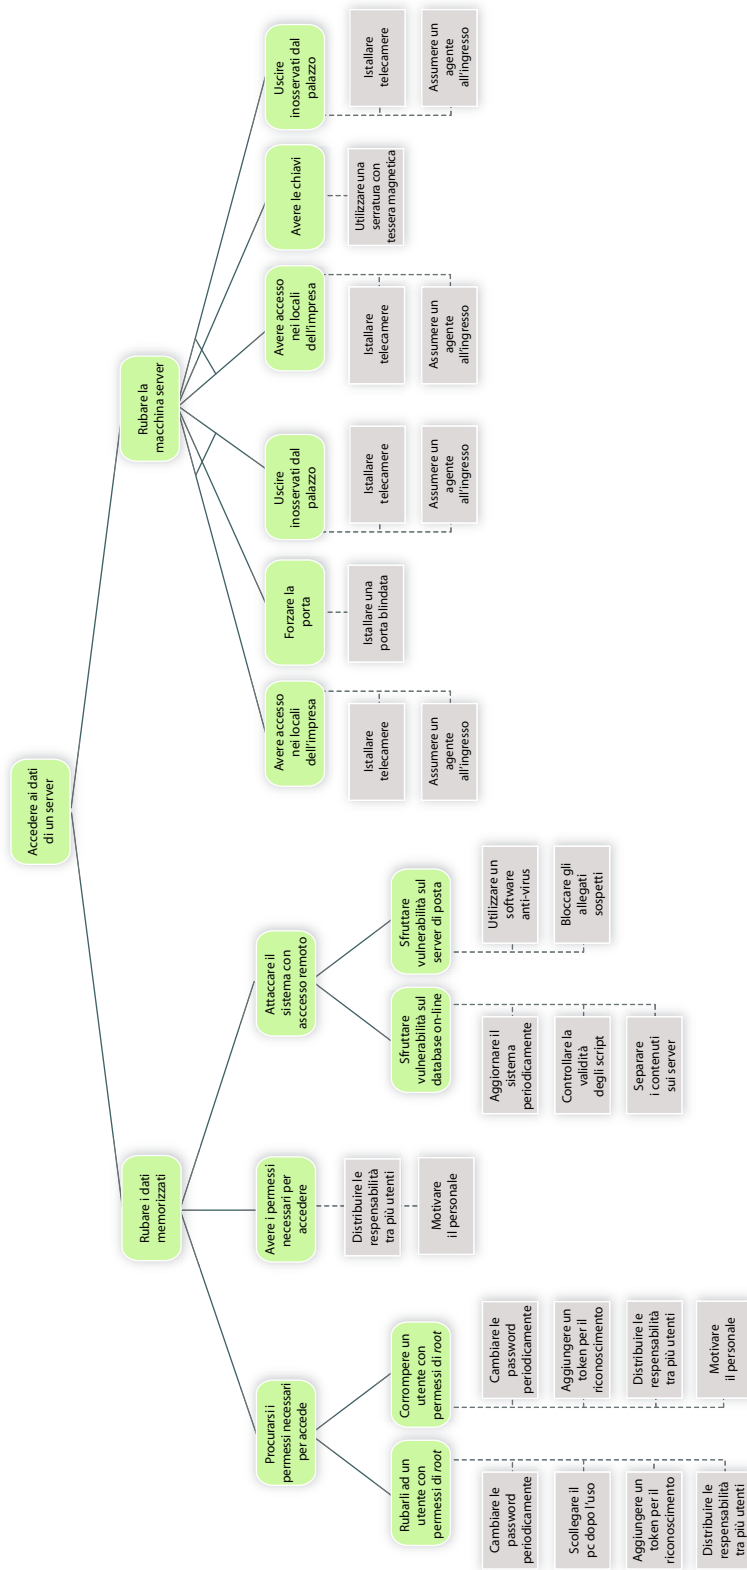 Accedere ai dati
di un server
Rubare i dati
memorizzati
Rubare la
macchina server
Procurarsi i
permessi necessari
per accede
Avere i permessi
necessari per
accedere
Attaccare il
sistema con
asccesso remoto
Avere accesso
nei locali
dell'impresa
Forzare la
porta
Uscire
inosservati dal
palazzo
Avere accesso
nei locali
dell'impresa
Avere le chiavi
Uscire
inosservati dal
palazzo
Distribuire le
responsabilità
tra più utenti
Motivare
il personale
Istallare
telecamere
Assumere un
agente
all'ingresso
Istallare una
porta blindata
Istallare
telecamere
Assumere un
agente
all'ingresso
Istallare
telecamere
Assumere un
agente
all'ingresso
Utilizzare una
serratura con
tessera magnetica
Istallare
telecamere
Assumere un
agente
all'ingresso
Rubarli ad un
utente con
permessi di root
Corrompere un
utente con
permessi di root
Sfruttare
vulnerabilità sul
database on-line
Sfruttare
vulnerabilità sul
server di posta
Cambiare le
password
periodicamente
Scollegare il
pc dopo l'uso
Aggiungere un
token per il
riconoscimento
Distribuire le
responsabilità
tra più utenti
Cambiare le
password
periodicamente
Aggiungere un
token per il
riconoscimento
Distribuire le
responsabilità
tra più utenti
Motivare
il personale
Aggiornare il
sistema
periodicamente
Controllare la
validità
degli script
Separare
i contenuti
sui server
Utilizzare un
software
anti-virus
Bloccare gli
allegati
sospetti